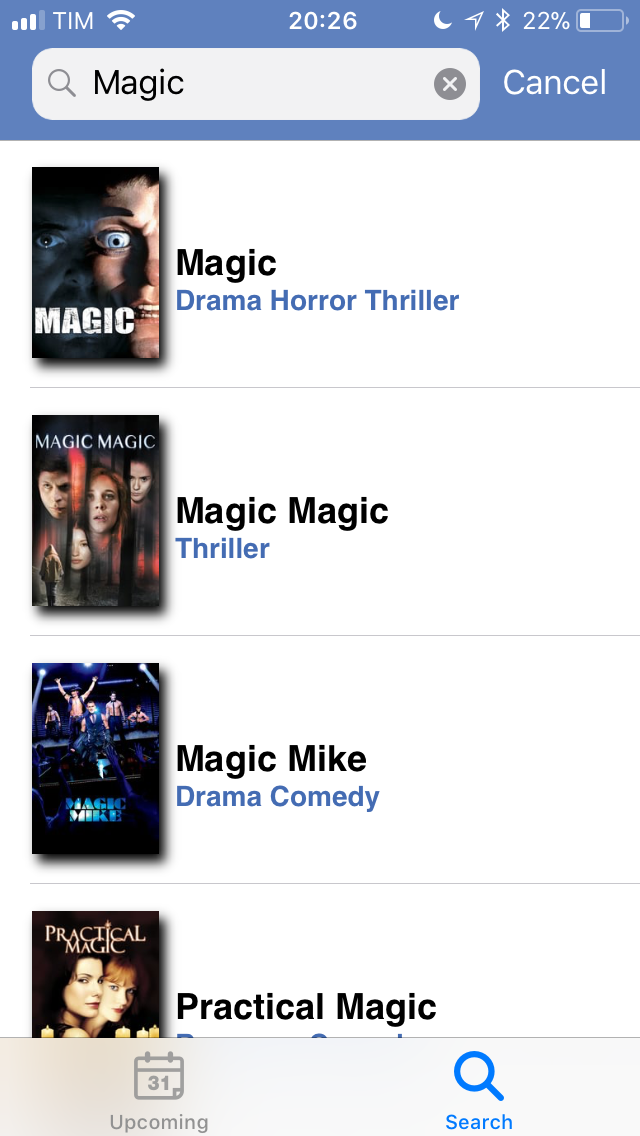 TIM 20:26 22%
Magic Cancel
MAGIC
Magic
Drama Horror Thriller
MAGIC MAGIC
Magic Magic
Thriller
MAGIC
MIKE
Magic Mike
Drama Comedy
PRACTICAL
MAGIC
Practical Magic
31
Upcoming
Search